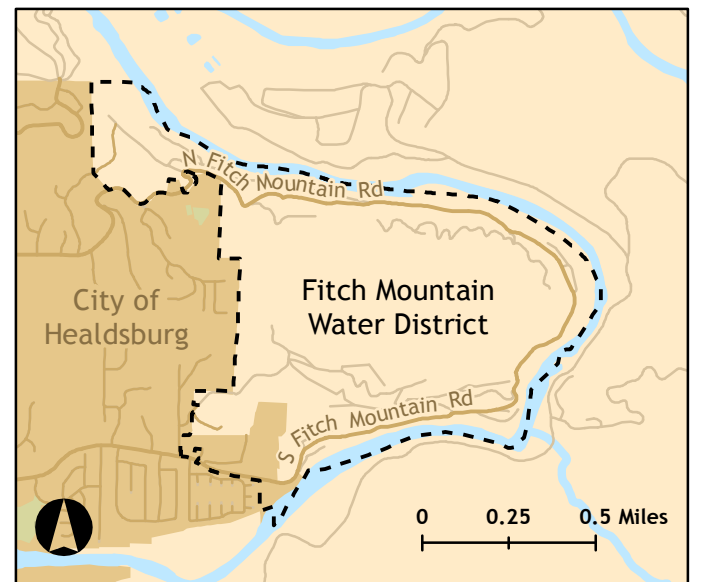 N Fitch Mountain Rd
City of
Healdsburg
Fitch Mountain
Water District
S Fitch Mountain Rd
0 0.25 0.5 Miles